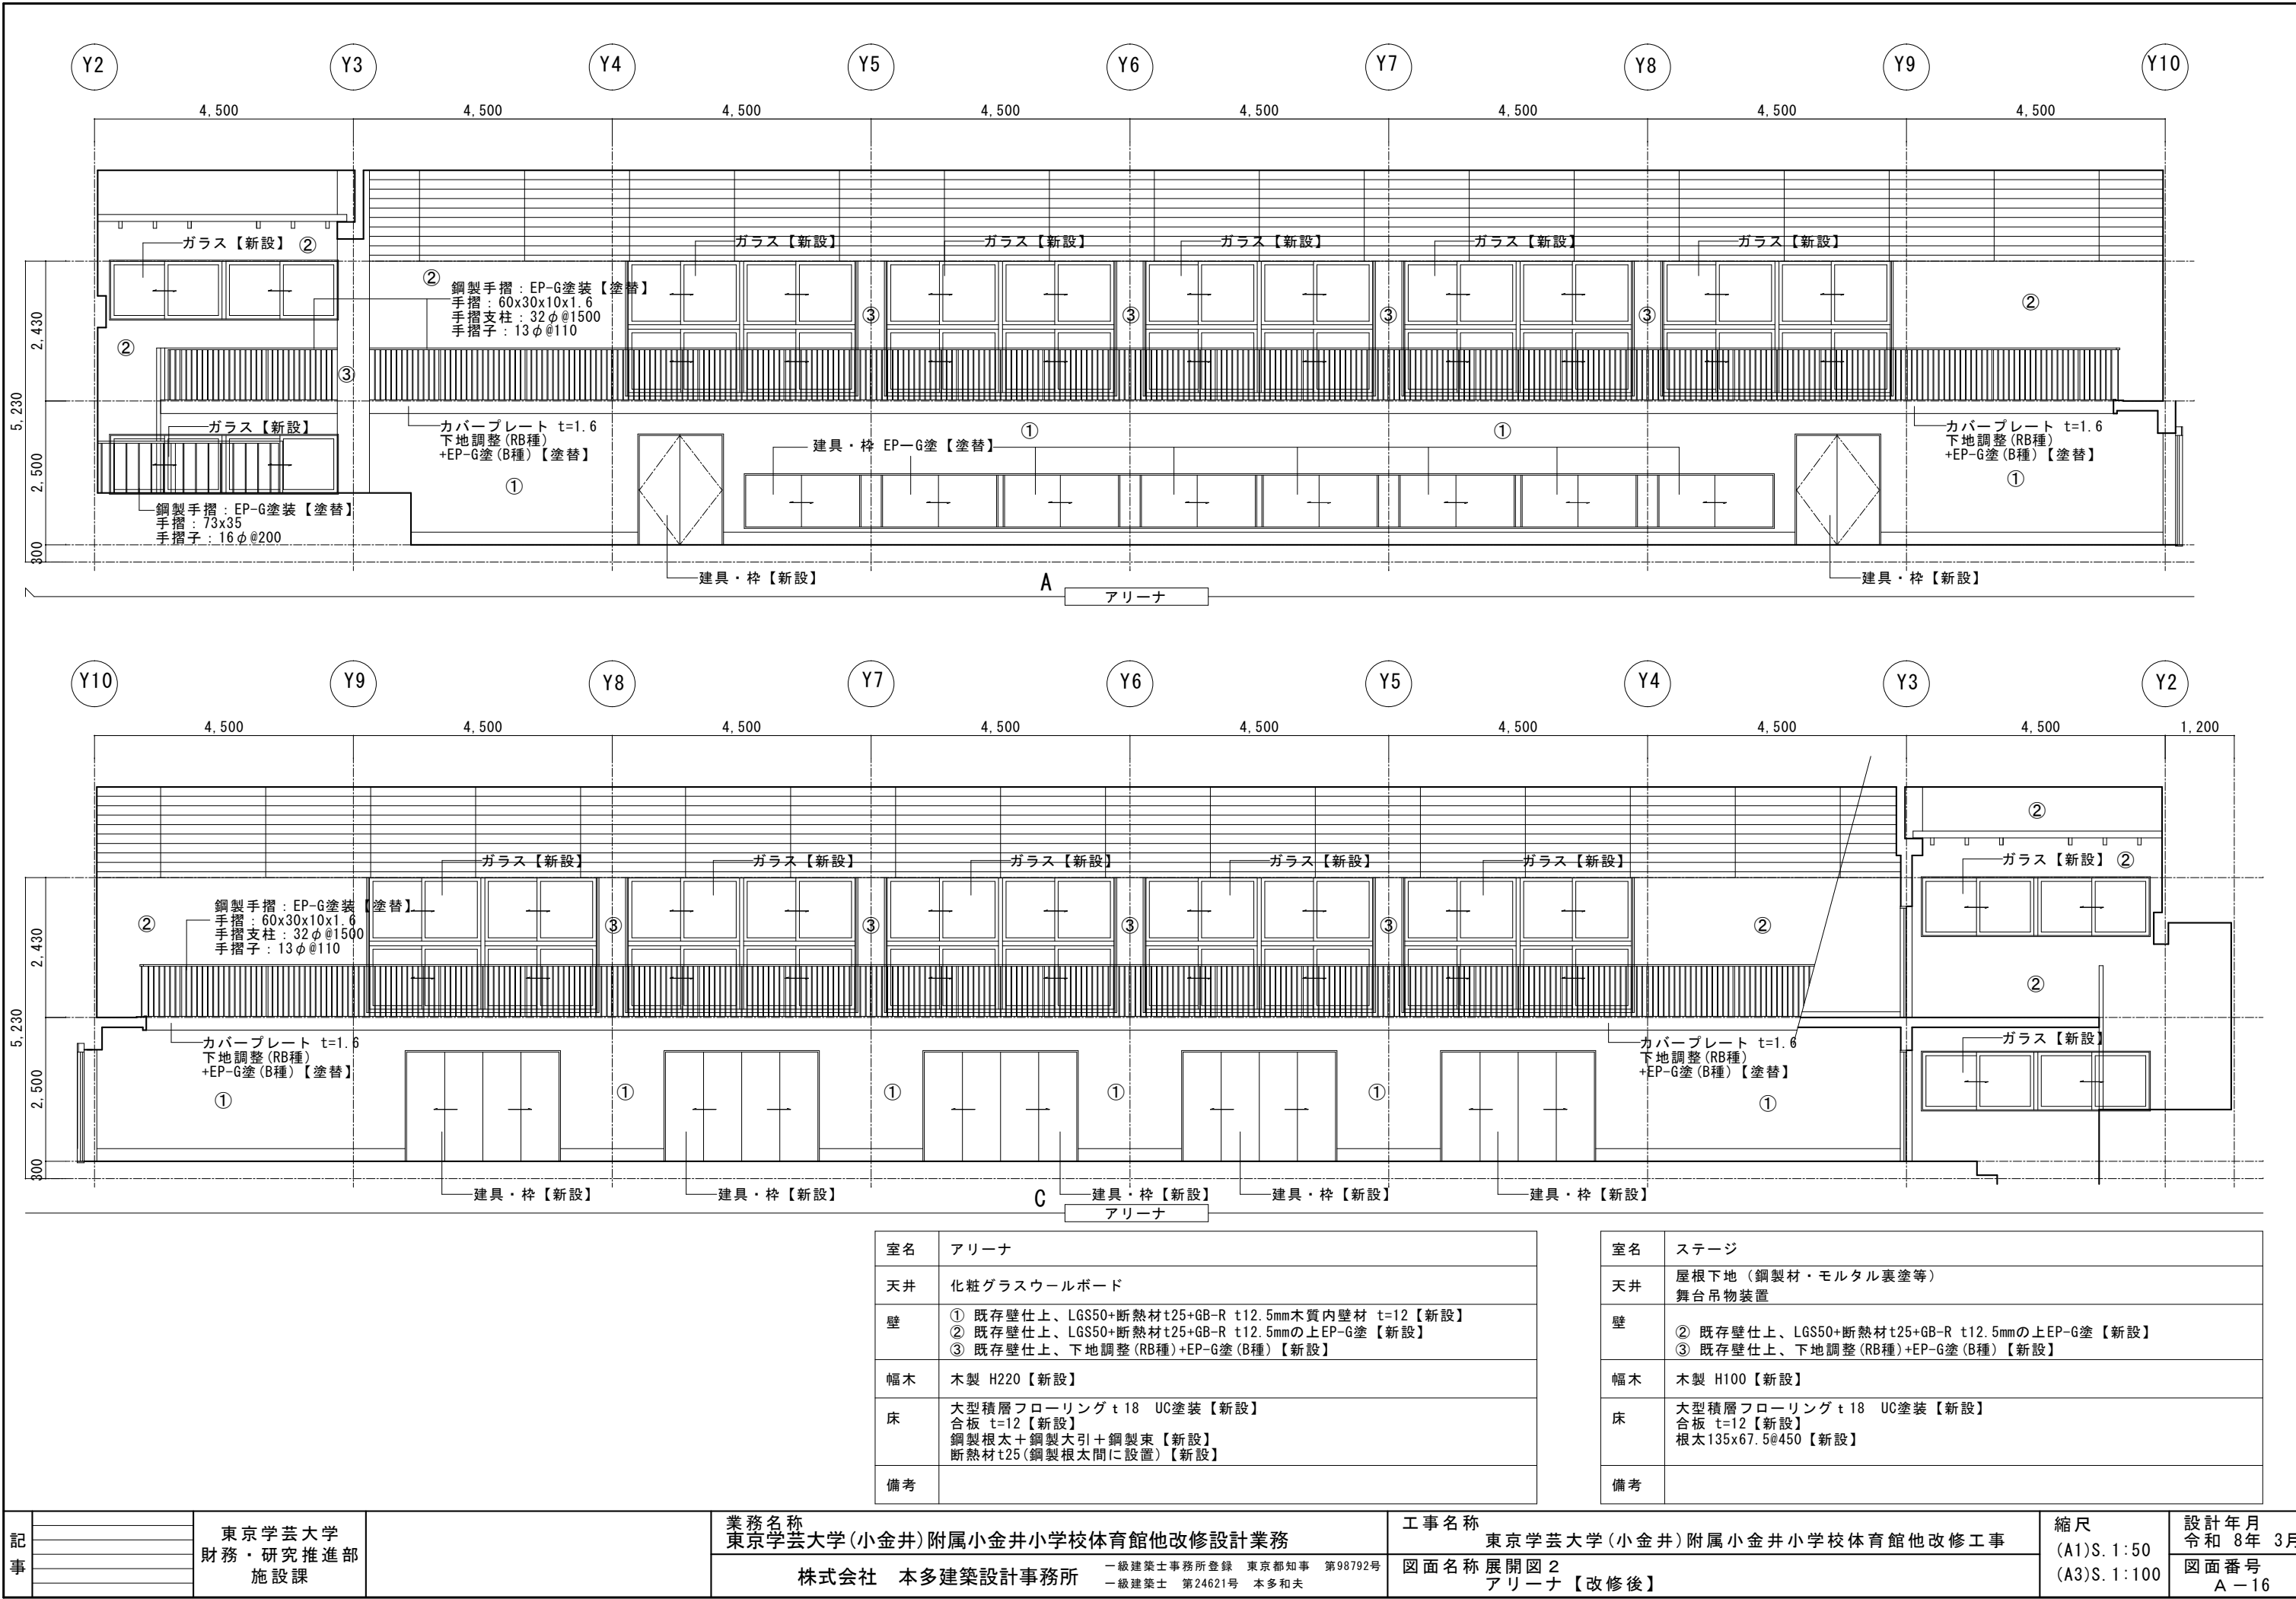 Y2 Y3 Y4 Y5 Y6 Y7 Y8 Y9 Y10
4,500 4,500 4,500 4,500 4,500 4,500 4,500 4,500
ガラス【新設】 ②
ガラス【新設】 ガラス【新設】 ガラス【新設】 ガラス【新設】 ガラス【新設】
②
鋼製手摺：EP-G塗装【塗替】
手摺：60x30x10x1.6
手摺支柱：32φ@1500
手摺子：13φ@110
③ ③ ③ ③
②
②
③
2,430
5,230
2,500
300
ガラス【新設】
カバープレート t=1.6
下地調整(RB種)
+EP-G塗(B種)【塗替】
①
建具・枠 EP一G塗【塗替】
① ①
カバープレート t=1.6
下地調整(RB種)
+EP-G塗(B種)【塗替】
①
鋼製手摺：EP-G塗装【塗替】
手摺：73x35
手摺子：16φ@200
建具・枠【新設】
建具・枠【新設】
A
アリーナ
Y10 Y9 Y8 Y7 Y6 Y5 Y4 Y3 Y2
4,500 4,500 4,500 4,500 4,500 4,500 4,500 4,500 1,200
②
ガラス【新設】 ガラス【新設】 ガラス【新設】 ガラス【新設】 ガラス【新設】
ガラス【新設】 ②
②
鋼製手摺：EP-G塗装【塗替】
手摺：60x30x10x1.6
手摺支柱：32φ@1500
手摺子：13φ@110
③ ③ ③ ③
②
②
2,430
5,230
2,500
300
カバープレート t=1.6
下地調整(RB種)
+EP-G塗(B種)【塗替】
①
① ① ① ①
カバープレート t=1.6
下地調整(RB種)
+EP-G塗(B種)【塗替】
①
ガラス【新設】
建具・枠【新設】 建具・枠【新設】 建具・枠【新設】 建具・枠【新設】 建具・枠【新設】
C
アリーナ
室名 アリーナ
天井 化粧グラスウールボード
壁
① 既存壁仕上、LGS50+断熱材t25+GB-R t12.5mm木質内壁材 t=12【新設】
② 既存壁仕上、LGS50+断熱材t25+GB-R t12.5mmの上EP-G塗【新設】
③ 既存壁仕上、下地調整(RB種)+EP-G塗(B種)【新設】
幅木 木製 H220【新設】
床
大型積層フローリングｔ18 UC塗装【新設】
合板 t=12【新設】
鋼製根太＋鋼製大引＋鋼製束【新設】
断熱材t25(鋼製根太間に設置)【新設】
備考
室名 ステージ
天井
屋根下地（鋼製材・モルタル裏塗等）
舞台吊物装置
壁
② 既存壁仕上、LGS50+断熱材t25+GB-R t12.5mmの上EP-G塗【新設】
③ 既存壁仕上、下地調整(RB種)+EP-G塗(B種)【新設】
幅木 木製 H100【新設】
床
大型積層フローリングｔ18 UC塗装【新設】
合板 t=12【新設】
根太135x67.5@450【新設】
備考
記事
東京学芸大学
財務・研究推進部
施設課
業務名称
東京学芸大学(小金井)附属小金井小学校体育館他改修設計業務
株式会社 本多建築設計事務所
一級建築士事務所登録 東京都知事 第98792号
一級建築士 第24621号 本多和夫
工事名称
東京学芸大学(小金井)附属小金井小学校体育館他改修工事
図面名称 展開図２
アリーナ【改修後】
縮尺
(A1)S.1:50
(A3)S.1:100
設計年月
令和 8年 3月
図面番号
Ａ－16